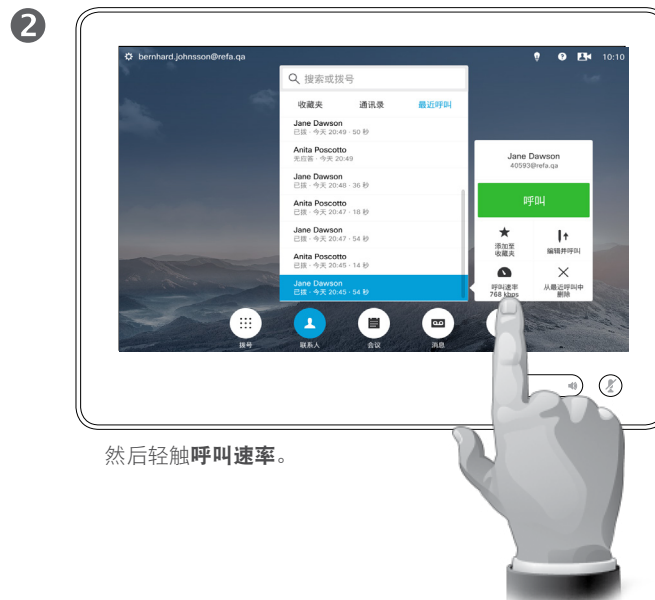 2
bernhard.johnsson@refa.qa
10:10
搜索或拨号
收藏夹 通讯录 最近呼叫
Jane Dawson
已拨 · 今天 20:49 · 50 秒
Anita Poscotto
无应答 · 今天 20:49
Jane Dawson
已拨 · 今天 20:48 · 36 秒
Anita Poscotto
已拨 · 今天 20:47 · 18 秒
Jane Dawson
已拨 · 今天 20:47 · 54 秒
Anita Poscotto
已拨 · 今天 20:45 · 14 秒
Jane Dawson
已拨 · 今天 20:45 · 54 秒
Jane Dawson
40593@refa.qa
呼叫
添加至
收藏夹
编辑并呼叫
呼叫速率
768 kbps
从最近呼叫中
删除
拨号 联系人 会议 消息
然后轻触呼叫速率。